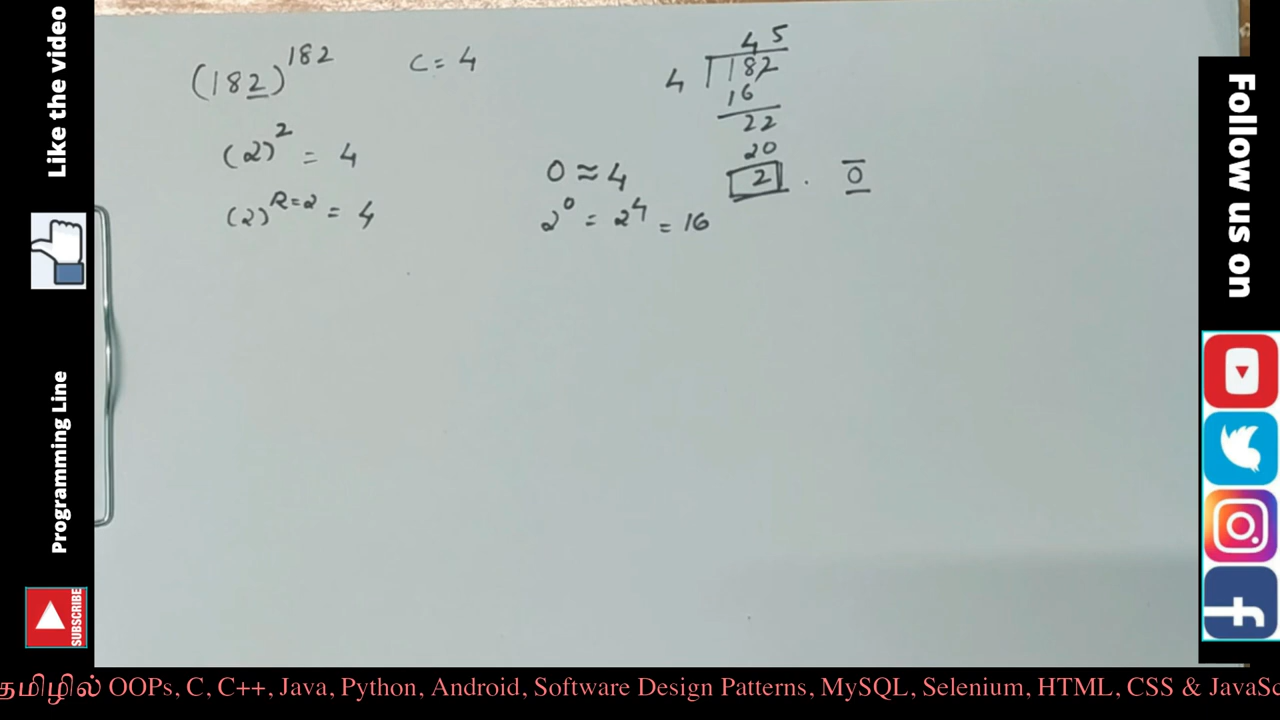 Like the video
Programming Line
SUBSCRIBE
(182)^182 C = 4
(2)^2 = 4
(2)^R=2 = 4
0 ≈ 4
2^0 = 2^4 = 16
45
4 182
16
22
20
2 . 0
Follow us on
தமிழில் OOPs, C, C++, Java, Python, Android, Software Design Patterns, MySQL, Selenium, HTML, CSS & JavaSc